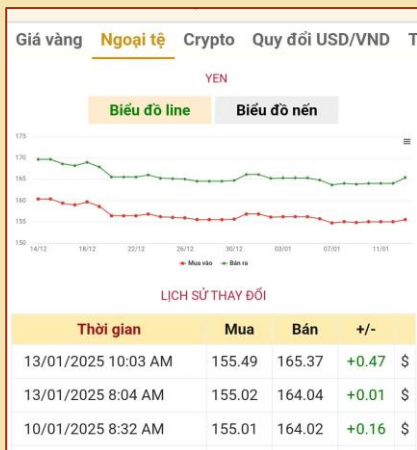 Giá vàng Ngoại tệ Crypto Quy đổi USD/VND T
YEN
Biểu đồ line Biểu đồ nến
175
170
165
160
155
150
14/12 18/12 22/12 26/12 30/12 03/01 07/01 11/01
Mua vào Bán ra
LỊCH SỬ THAY ĐỔI
Thời gian Mua Bán +/-
13/01/2025 10:03 AM 155.49 165.37 +0.47 $
13/01/2025 8:04 AM 155.02 164.04 +0.01 $
10/01/2025 8:32 AM 155.01 164.02 +0.16 $